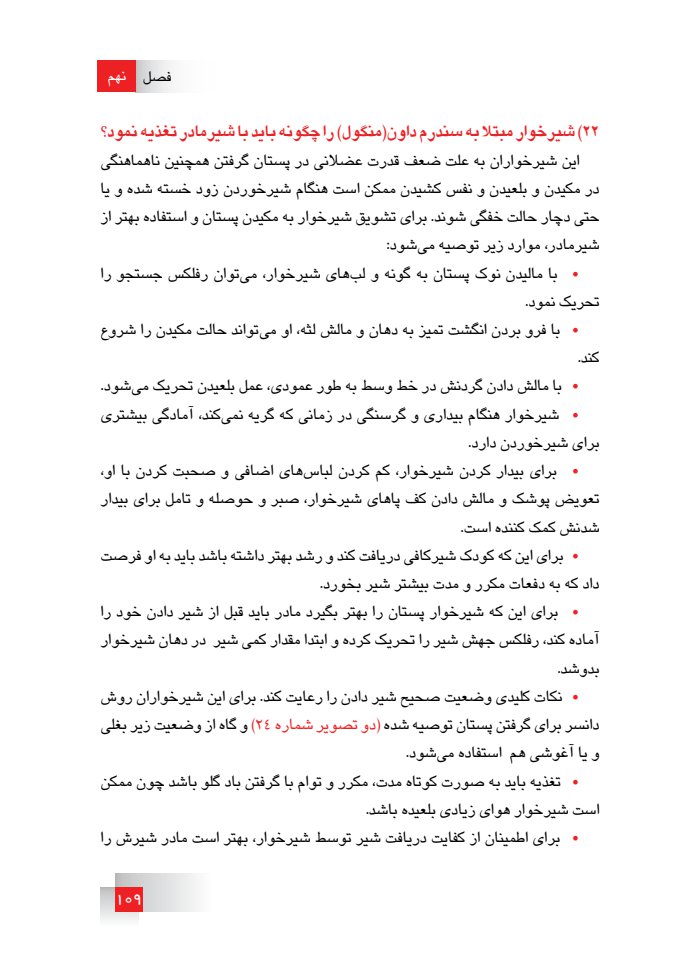 فصل نهم
۲۲) شیرخوار مبتلا به سندرم داون(منگول) را چگونه باید با شیرمادر تغذیه نمود؟
این شیرخواران به علت ضعف قدرت عضلانی در پستان گرفتن همچنین ناهماهنگی
در مکیدن و بلعیدن و نفس کشیدن ممکن است هنگام شیرخوردن زود خسته شده و یا
حتی دچار حالت خفگی شوند. برای تشویق شیرخوار به مکیدن پستان و استفاده بهتر از
شیرمادر، موارد زیر توصیه می‌شود:
• با مالیدن نوک پستان به گونه و لب‌های شیرخوار، می‌توان رفلکس جستجو را
تحریک نمود.
• با فرو بردن انگشت تمیز به دهان و مالش لثه، او می‌تواند حالت مکیدن را شروع
کند.
• با مالش دادن گردنش در خط وسط به طور عمودی، عمل بلعیدن تحریک می‌شود.
• شیرخوار هنگام بیداری و گرسنگی در زمانی که گریه نمی‌کند، آمادگی بیشتری
برای شیرخوردن دارد.
• برای بیدار کردن شیرخوار، کم کردن لباس‌های اضافی و صحبت کردن با او،
تعویض پوشک و مالش دادن کف پاهای شیرخوار، صبر و حوصله و تامل برای بیدار
شدنش کمک کننده است.
• برای این که کودک شیرکافی دریافت کند و رشد بهتر داشته باشد باید به او فرصت
داد که به دفعات مکرر و مدت بیشتر شیر بخورد.
• برای این که شیرخوار پستان را بهتر بگیرد مادر باید قبل از شیر دادن خود را
آماده کند، رفلکس جهش شیر را تحریک کرده و ابتدا مقدار کمی شیر در دهان شیرخوار
بدوشد.
• نکات کلیدی وضعیت صحیح شیر دادن را رعایت کند. برای این شیرخواران روش
دانسر برای گرفتن پستان توصیه شده (دو تصویر شماره ۲٤) و گاه از وضعیت زیر بغلی
و یا آغوشی هم استفاده می‌شود.
• تغذیه باید به صورت کوتاه مدت، مکرر و توام با گرفتن باد گلو باشد چون ممکن
است شیرخوار هوای زیادی بلعیده باشد.
• برای اطمینان از کفایت دریافت شیر توسط شیرخوار، بهتر است مادر شیرش را
۱۰۹